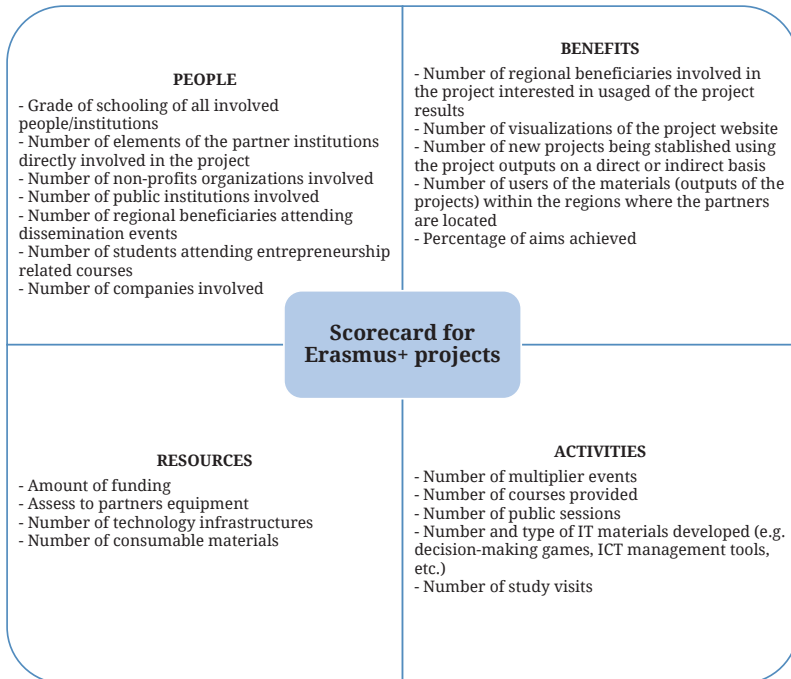 PEOPLE
- Grade of schooling of all involved
people/institutions
- Number of elements of the partner institutions
directly involved in the project
- Number of non-profits organizations involved
- Number of public institutions involved
- Number of regional beneficiaries attending
dissemination events
- Number of students attending entrepreneurship
related courses
- Number of companies involved
BENEFITS
- Number of regional beneficiaries involved in
the project interested in usaged of the project
results
- Number of visualizations of the project website
- Number of new projects being stablished using
the project outputs on a direct or indirect basis
- Number of users of the materials (outputs of the
projects) within the regions where the partners
are located
- Percentage of aims achieved
Scorecard for
Erasmus+ projects
RESOURCES
- Amount of funding
- Assess to partners equipment
- Number of technology infrastructures
- Number of consumable materials
ACTIVITIES
- Number of multiplier events
- Number of courses provided
- Number of public sessions
- Number and type of IT materials developed (e.g.
decision-making games, ICT management tools,
etc.)
- Number of study visits